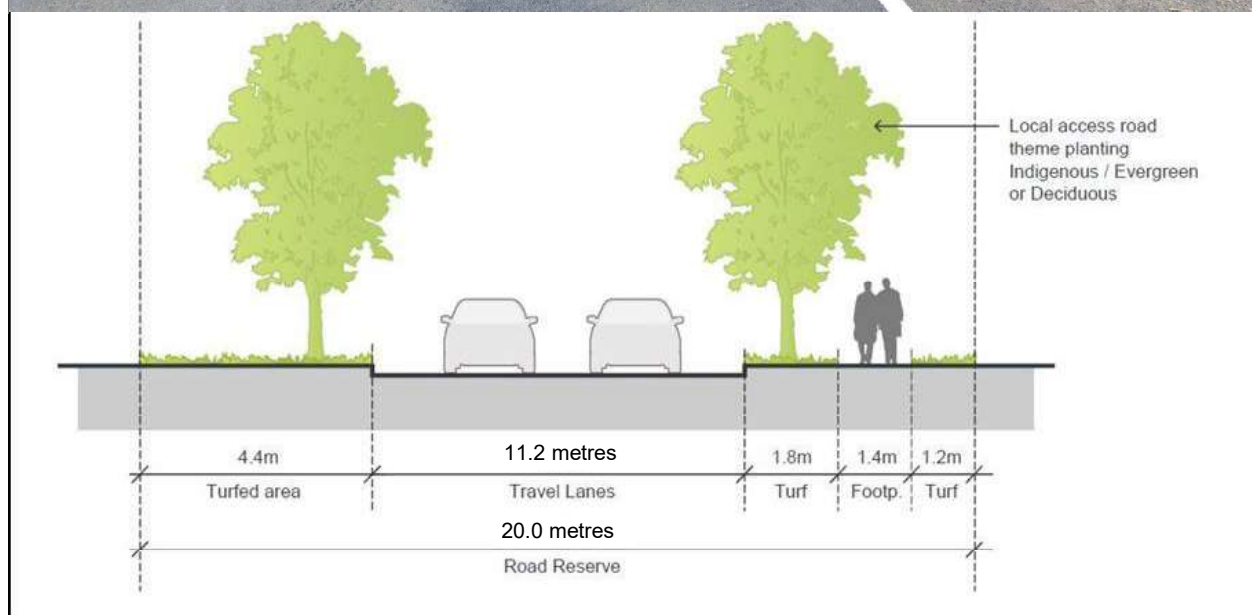 Local access road
theme planting
Indigenous / Evergreen
or Deciduous
4.4m 11.2 metres 1.8m 1.4m 1.2m
Turfed area Travel Lanes Turf Footp. Turf
20.0 metres
Road Reserve